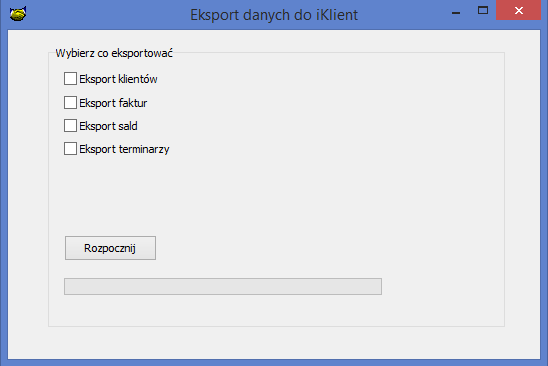 Eksport danych do iKlient
Wybierz co eksportować
Eksport klientów
Eksport faktur
Eksport sald
Eksport terminarzy
Rozpocznij